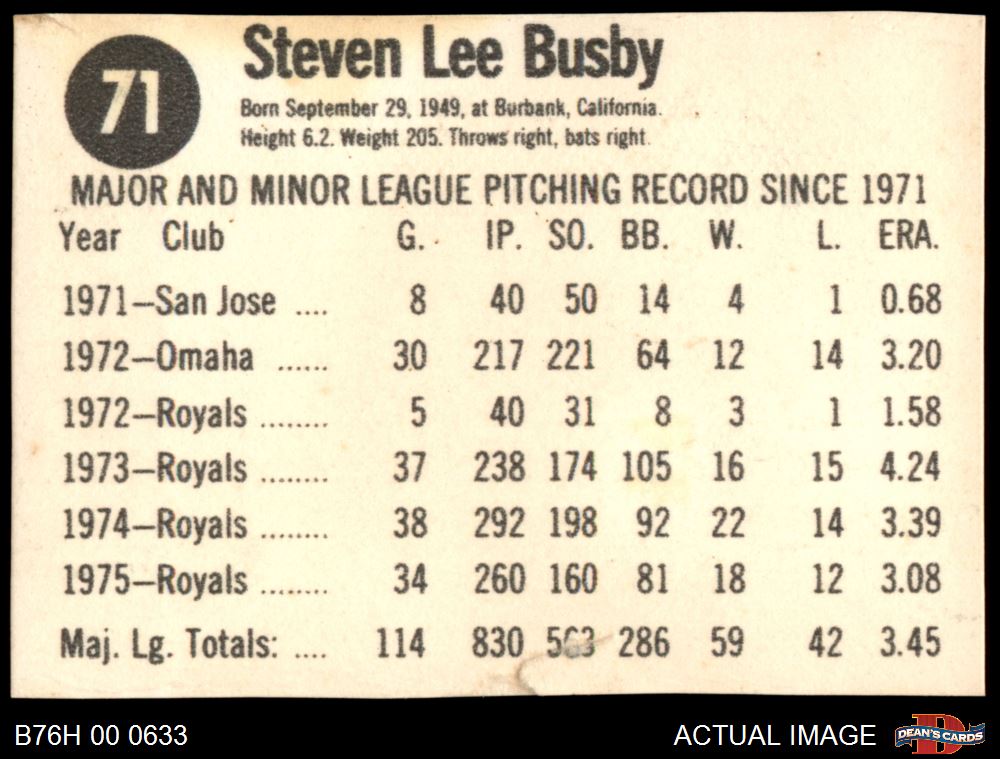 71
Steven Lee Busby
Born September 29, 1949, at Burbank, California.
Height 6.2. Weight 205. Throws right, bats right.
MAJOR AND MINOR LEAGUE PITCHING RECORD SINCE 1971
Year Club G. IP. SO. BB. W. L. ERA.
1971—San Jose .... 8 40 50 14 4 1 0.68
1972—Omaha ...... 30 217 221 64 12 14 3.20
1972—Royals ........ 5 40 31 8 3 1 1.58
1973—Royals ........ 37 238 174 105 16 15 4.24
1974—Royals ........ 38 292 198 92 22 14 3.39
1975—Royals ........ 34 260 160 81 18 12 3.08
Maj. Lg. Totals: .... 114 830 563 286 59 42 3.45
B76H 00 0633
ACTUAL IMAGE
DEAN'S CARDS